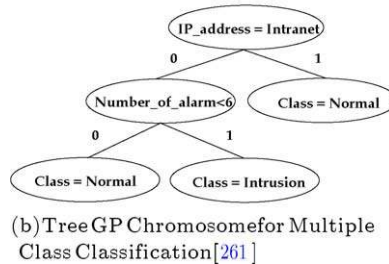 IP_address = Intranet
0
1
Number_of_alarm<6
Class = Normal
0
1
Class = Normal
Class = Intrusion
(b) Tree GP Chromosomefor Multiple
Class Classification[261]